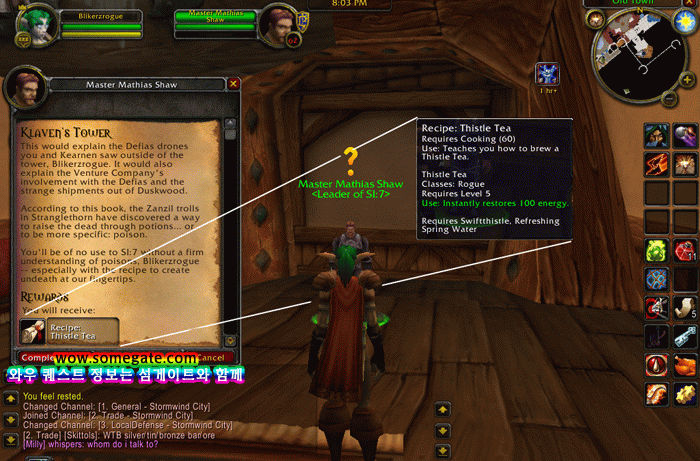 8:03 PM
Old Town
Blikerzrogue
Master Mathias
Shaw
1 hr
Master Mathias Shaw
Klaven's Tower
This would explain the Defias drones
you and Kearnen saw outside of the
tower, Blikerzrogue. It would also
explain the Venture Company's
involvement with the Defias and the
strange shipments out of Duskwood.
According to this book, the Zanzil trolls
in Stranglethorn have discovered a way
to raise the dead through potions... or
to be more specific: poison.
You'll be of no use to SI:7 without a firm
understanding of poisons, Blikerzrogue
-- especially with the recipe to create
undeath at our fingertips.
Rewards
You will receive:
Recipe:
Thistle Tea
Comple
Cancel
wow.somegate.com
와우 퀘스트 정보는 섬게이트와 함께
Master Mathias Shaw
<Leader of SI:7>
Recipe: Thistle Tea
Requires Cooking (60)
Use: Teaches you how to brew a
Thistle Tea.
Thistle Tea
Classes: Rogue
Requires Level 5
Use: Instantly restores 100 energy.
Requires Swiftthistle, Refreshing
Spring Water
11
5
You feel rested.
Changed Channel: [1. General - Stormwind City]
Joined Channel: [2. Trade - Stormwind City]
Changed Channel: [3. LocalDefense - Stormwind City]
[2. Trade] [Skittols]: WTB silver/tin/bronze bar/ore
[Milly] whispers: whom do i talk to?